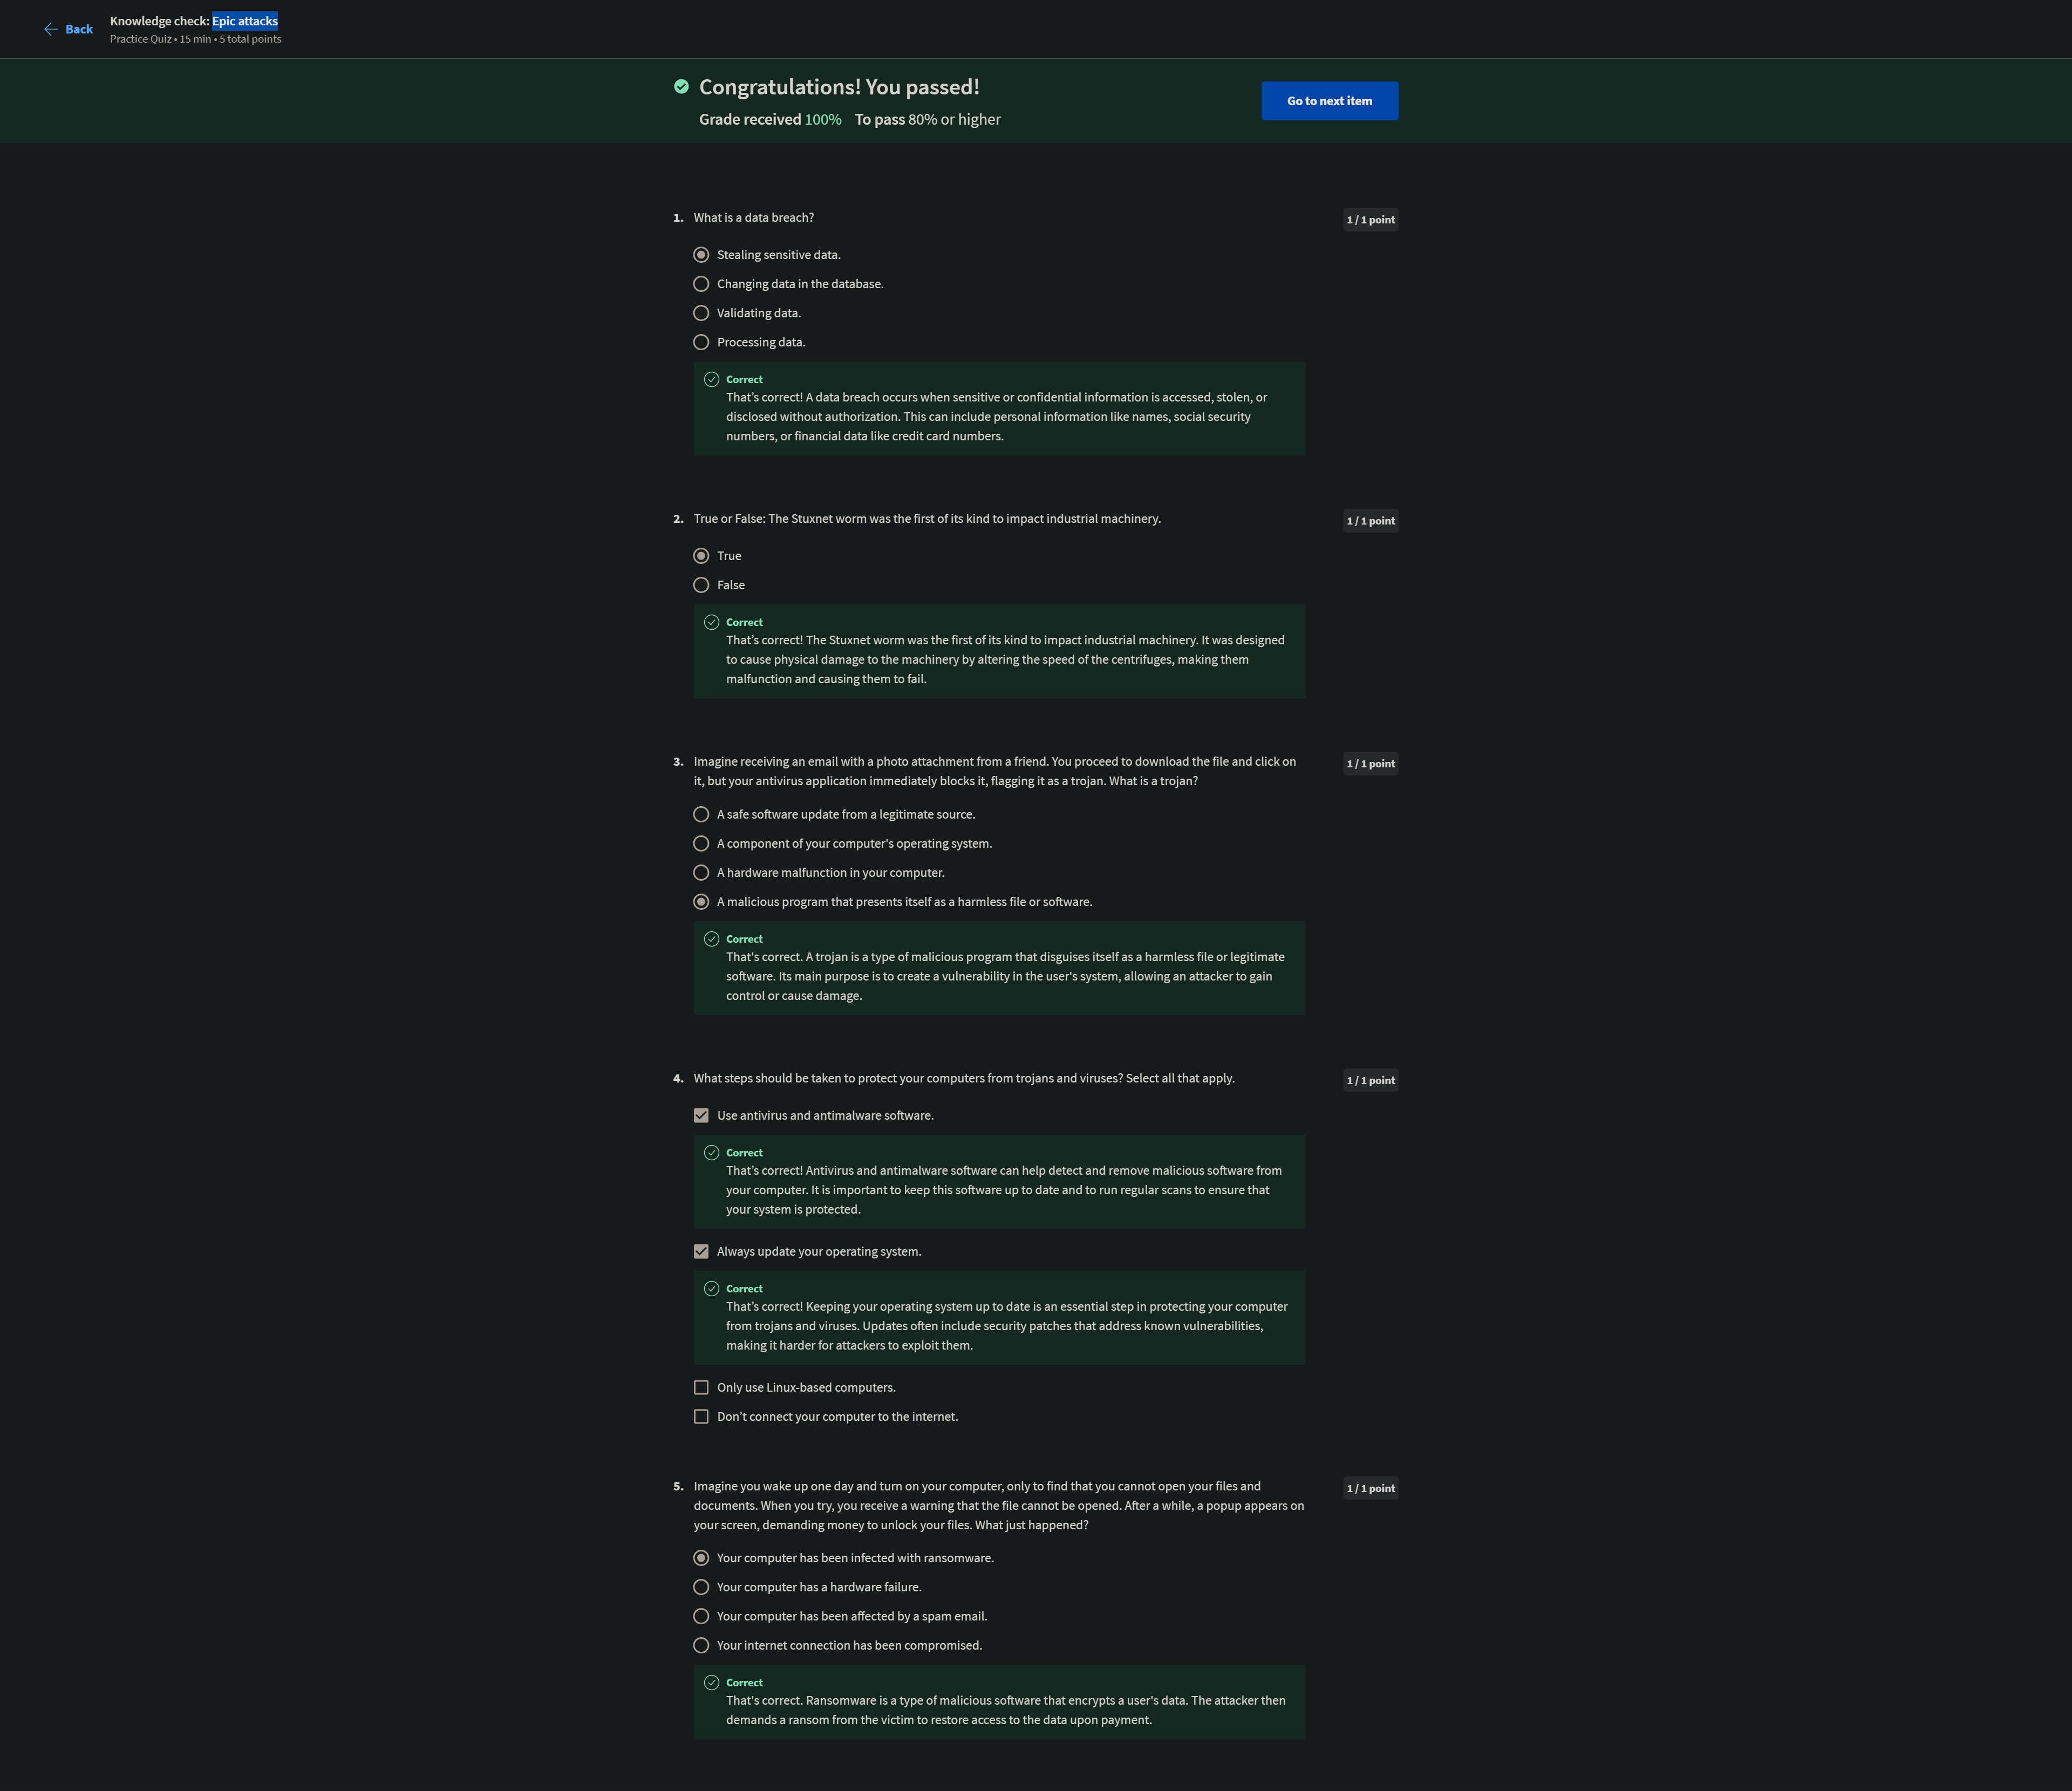 Back
Knowledge check: Epic attacks
Practice Quiz • 15 min • 5 total points
Congratulations! You passed!
Grade received 100% To pass 80% or higher
Go to next item
1. What is a data breach?
1 / 1 point
Stealing sensitive data.
Changing data in the database.
Validating data.
Processing data.
Correct
That’s correct! A data breach occurs when sensitive or confidential information is accessed, stolen, or
disclosed without authorization. This can include personal information like names, social security
numbers, or financial data like credit card numbers.
2. True or False: The Stuxnet worm was the first of its kind to impact industrial machinery.
1 / 1 point
True
False
Correct
That’s correct! The Stuxnet worm was the first of its kind to impact industrial machinery. It was designed
to cause physical damage to the machinery by altering the speed of the centrifuges, making them
malfunction and causing them to fail.
3. Imagine receiving an email with a photo attachment from a friend. You proceed to download the file and click on
it, but your antivirus application immediately blocks it, flagging it as a trojan. What is a trojan?
1 / 1 point
A safe software update from a legitimate source.
A component of your computer's operating system.
A hardware malfunction in your computer.
A malicious program that presents itself as a harmless file or software.
Correct
That's correct. A trojan is a type of malicious program that disguises itself as a harmless file or legitimate
software. Its main purpose is to create a vulnerability in the user's system, allowing an attacker to gain
control or cause damage.
4. What steps should be taken to protect your computers from trojans and viruses? Select all that apply.
1 / 1 point
Use antivirus and antimalware software.
Correct
That’s correct! Antivirus and antimalware software can help detect and remove malicious software from
your computer. It is important to keep this software up to date and to run regular scans to ensure that
your system is protected.
Always update your operating system.
Correct
That’s correct! Keeping your operating system up to date is an essential step in protecting your computer
from trojans and viruses. Updates often include security patches that address known vulnerabilities,
making it harder for attackers to exploit them.
Only use Linux-based computers.
Don’t connect your computer to the internet.
5. Imagine you wake up one day and turn on your computer, only to find that you cannot open your files and
documents. When you try, you receive a warning that the file cannot be opened. After a while, a popup appears on
your screen, demanding money to unlock your files. What just happened?
1 / 1 point
Your computer has been infected with ransomware.
Your computer has a hardware failure.
Your computer has been affected by a spam email.
Your internet connection has been compromised.
Correct
That's correct. Ransomware is a type of malicious software that encrypts a user's data. The attacker then
demands a ransom from the victim to restore access to the data upon payment.